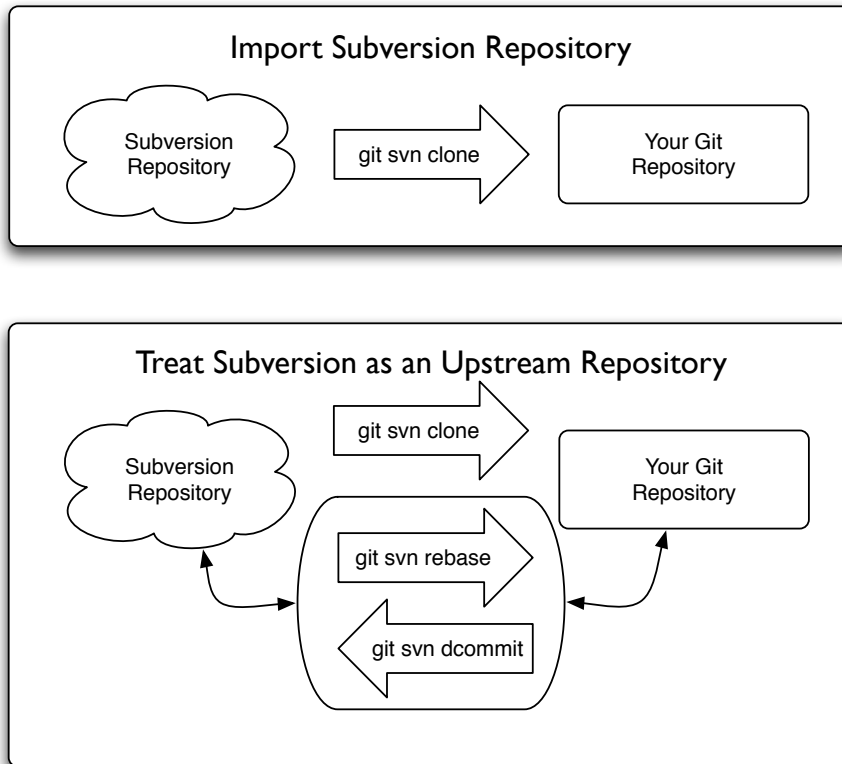 Import Subversion Repository
Subversion
Repository
git svn clone
Your Git
Repository
Treat Subversion as an Upstream Repository
git svn clone
Subversion
Repository
Your Git
Repository
git svn rebase
git svn dcommit